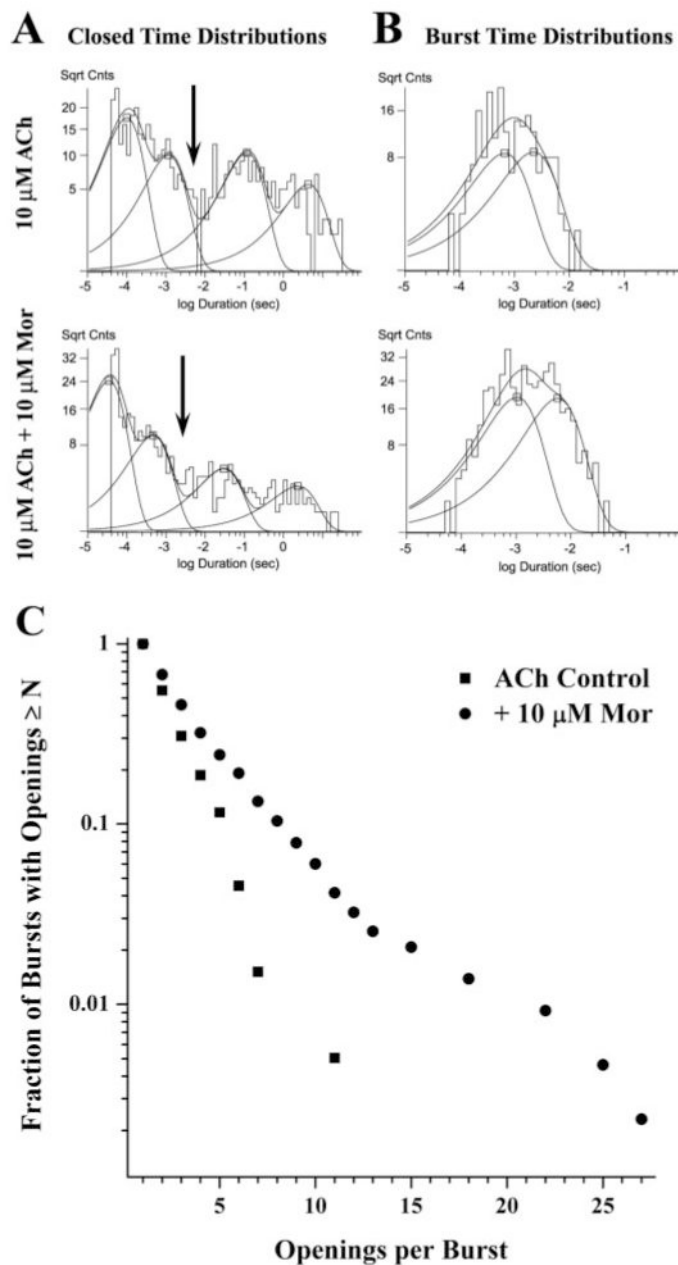 A Closed Time Distributions
B Burst Time Distributions
10 μM ACh
Sqrt Cnts
20
15
10
5
-5 -4 -3 -2 -1 0
log Duration (sec)
Sqrt Cnts
16
8
-5 -4 -3 -2 -1
log Duration (sec)
10 μM ACh + 10 μM Mor
Sqrt Cnts
32
24
16
8
-5 -4 -3 -2 -1 0
log Duration (sec)
Sqrt Cnts
32
24
16
8
-5 -4 -3 -2 -1
log Duration (sec)
C
Fraction of Bursts with Openings ≥ N
1
0.1
0.01
ACh Control
+ 10 μM Mor
5 10 15 20 25
Openings per Burst